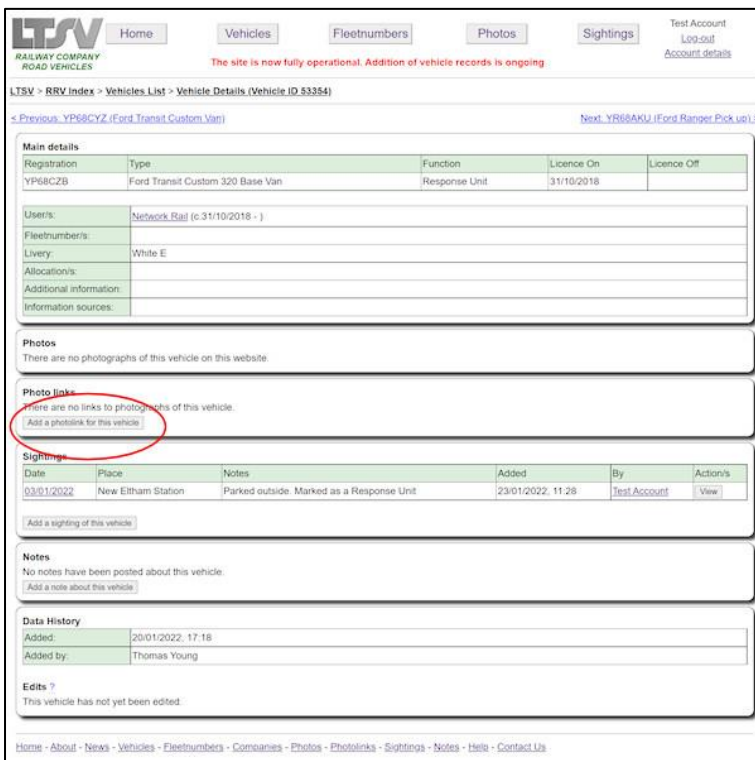 LTSV
RAILWAY COMPANY
ROAD VEHICLES
Home Vehicles Fleetnumbers Photos Sightings
Test Account
Log-out
Account details
The site is now fully operational. Addition of vehicle records is ongoing
LTSV > RRV Index > Vehicles List > Vehicle Details (Vehicle ID 53354)
< Previous: YP68CYZ (Ford Transit Custom Van) Next: YR68AKU (Ford Ranger Pick up)
Main details
Registration Type Function Licence On Licence Off
YP68CZB Ford Transit Custom 320 Base Van Response Unit 31/10/2018
User/s: Network Rail (c.31/10/2018 - )
Fleetnumber/s:
Livery: White E
Allocation/s:
Additional information:
Information sources:
Photos
There are no photographs of this vehicle on this website.
Photo links
There are no links to photographs of this vehicle.
Add a photolink for this vehicle
Sightings
Date Place Notes Added By Action/s
03/01/2022 New Eltham Station Parked outside. Marked as a Response Unit 23/01/2022, 11:28 Test Account View
Add a sighting of this vehicle
Notes
No notes have been posted about this vehicle.
Add a note about this vehicle
Data History
Added: 20/01/2022, 17:18
Added by: Thomas Young
Edits ?
This vehicle has not yet been edited.
Home - About - News - Vehicles - Fleetnumbers - Companies - Photos - Photolinks - Sightings - Notes - Help - Contact Us